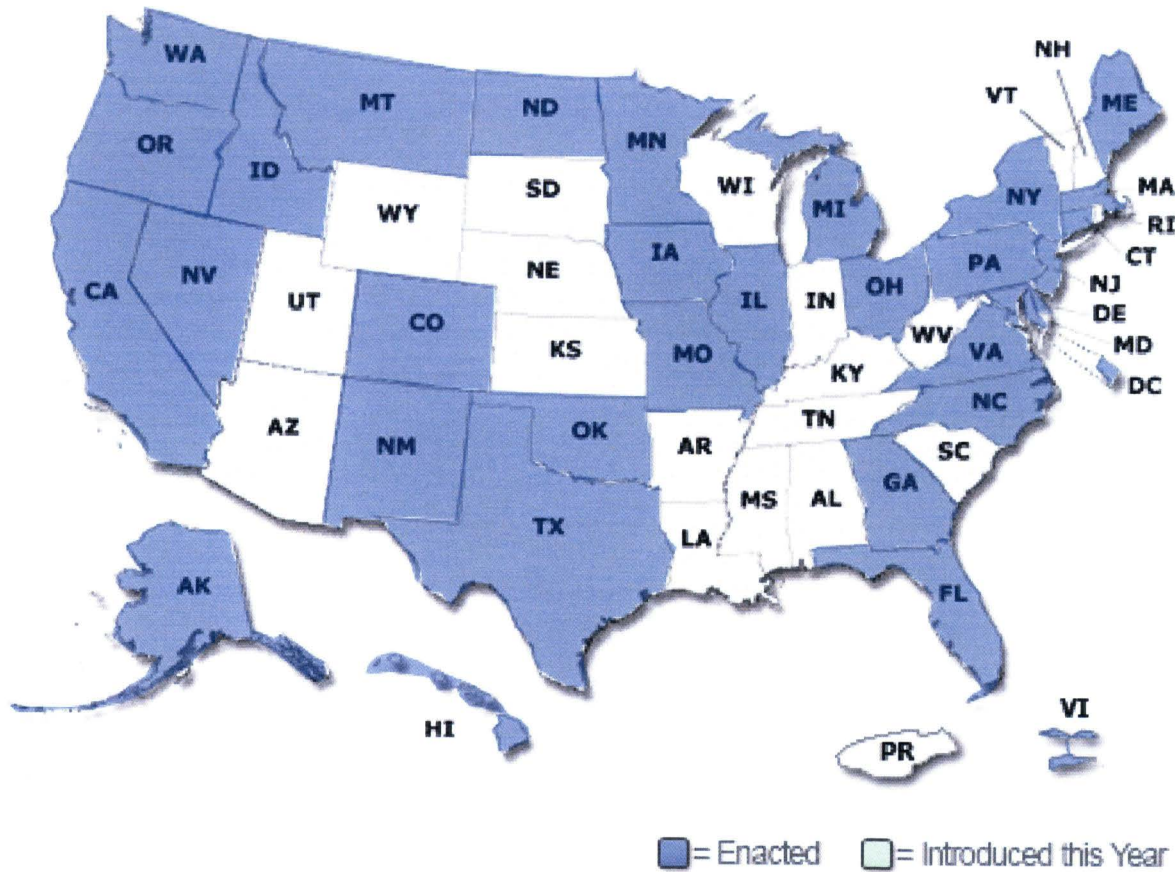 WA
MT
ND
MN
OR
ID
SD
WI
MI
WY
NH
VT
ME
NY
MA
RI
CT
CA
NV
UT
CO
NE
IA
IL
IN
OH
PA
NJ
DE
MD
DC
KS
MO
KY
WV
VA
AZ
NM
OK
AR
TN
NC
SC
TX
LA
MS
AL
GA
FL
AK
HI
PR
VI
= Enacted = Introduced this Year